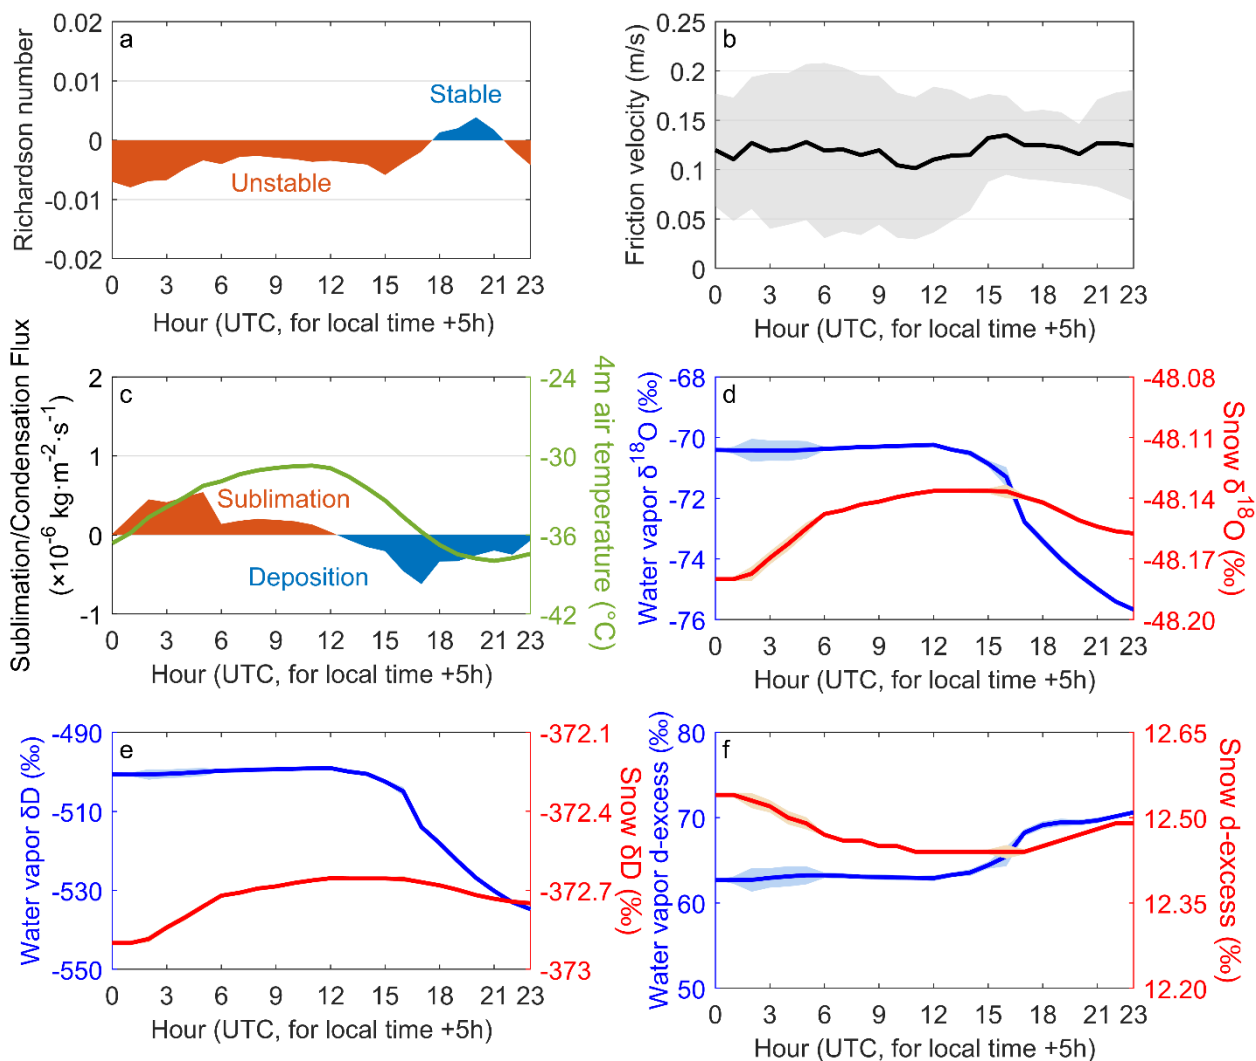 a
Richardson number
0.02
0.01
0
-0.01
-0.02
Stable
Unstable
0 3 6 9 12 15 18 21 23
Hour (UTC, for local time +5h)
b
Friction velocity (m/s)
0.25
0.2
0.15
0.1
0.05
0
0 3 6 9 12 15 18 21 23
Hour (UTC, for local time +5h)
c
Sublimation/Condensation Flux
(×10⁻⁶ kg·m⁻²·s⁻¹)
2
1
0
-1
Sublimation
Deposition
-24
-30
-36
-42
4m air temperature (°C)
0 3 6 9 12 15 18 21 23
Hour (UTC, for local time +5h)
d
Water vapor δ¹⁸O (‰)
-68
-70
-72
-74
-76
-48.08
-48.11
-48.14
-48.17
-48.20
Snow δ¹⁸O (‰)
0 3 6 9 12 15 18 21 23
Hour (UTC, for local time +5h)
e
Water vapor δD (‰)
-490
-510
-530
-550
-372.1
-372.4
-372.7
-373
Snow δD (‰)
0 3 6 9 12 15 18 21 23
Hour (UTC, for local time +5h)
f
Water vapor d-excess (‰)
80
70
60
50
12.65
12.50
12.35
12.20
Snow d-excess (‰)
0 3 6 9 12 15 18 21 23
Hour (UTC, for local time +5h)